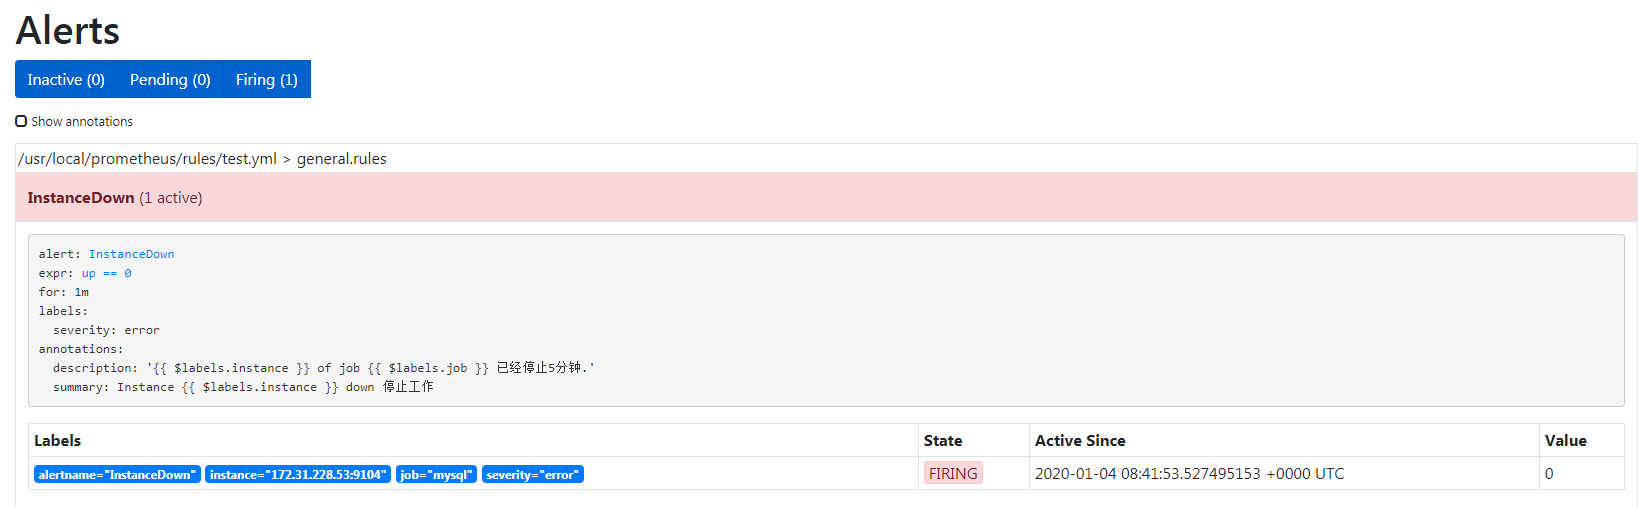 Alerts
Inactive (0) Pending (0) Firing (1)
Show annotations
/usr/local/prometheus/rules/test.yml > general.rules
InstanceDown (1 active)
alert: InstanceDown
expr: up == 0
for: 1m
labels:
  severity: error
annotations:
  description: '{{ $labels.instance }} of job {{ $labels.job }} 已经停止5分钟.'
  summary: Instance {{ $labels.instance }} down 停止工作
Labels State Active Since Value
alertname="InstanceDown" instance="172.31.228.53:9104" job="mysql" severity="error" FIRING 2020-01-04 08:41:53.527495153 +0000 UTC 0